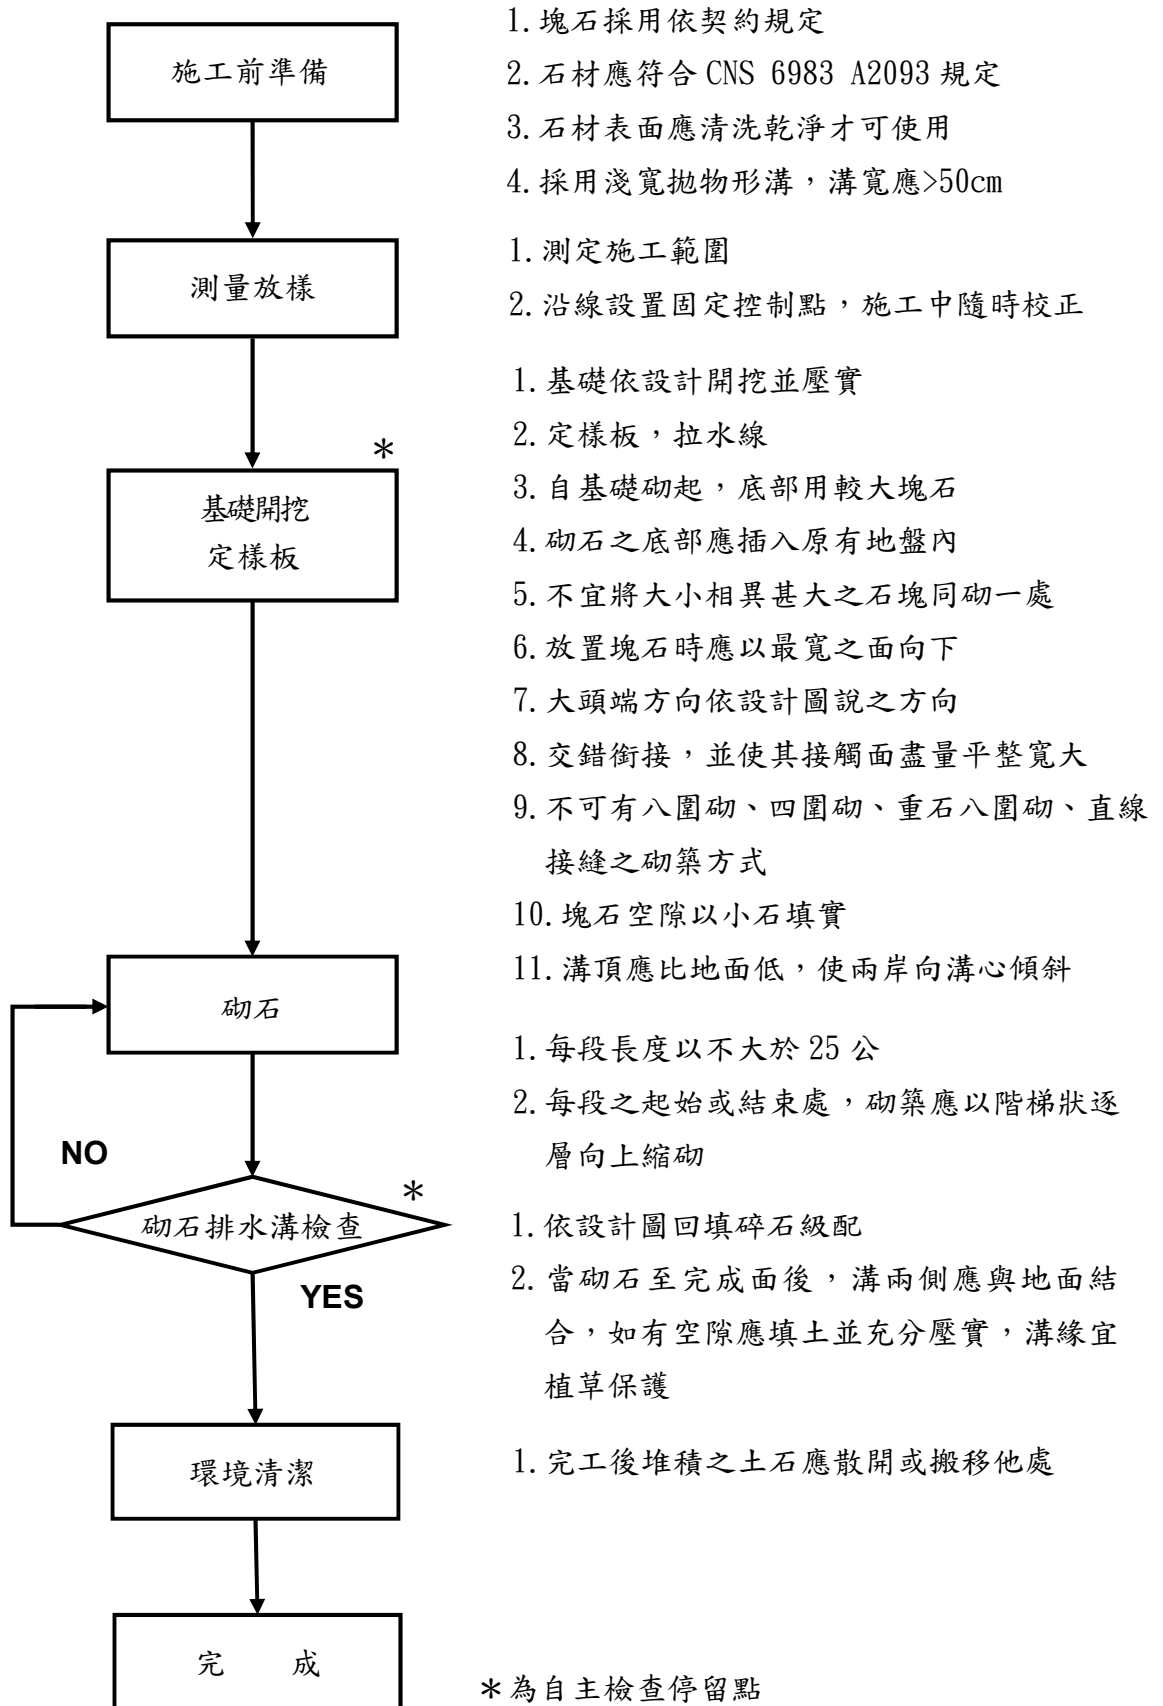 施工前準備
1.塊石採用依契約規定
2.石材應符合 CNS 6983 A2093 規定
3.石材表面應清洗乾淨才可使用
4.採用淺寬拋物形溝，溝寬應>50cm
測量放樣
1.測定施工範圍
2.沿線設置固定控制點，施工中隨時校正
＊
基礎開挖
定樣板
1.基礎依設計開挖並壓實
2.定樣板，拉水線
3.自基礎砌起，底部用較大塊石
4.砌石之底部應插入原有地盤內
5.不宜將大小相異甚大之石塊同砌一處
6.放置塊石時應以最寬之面向下
7.大頭端方向依設計圖說之方向
8.交錯銜接，並使其接觸面盡量平整寬大
9.不可有八圍砌、四圍砌、重石八圍砌、直線
接縫之砌築方式
10.塊石空隙以小石填實
11.溝頂應比地面低，使兩岸向溝心傾斜
砌石
1.每段長度以不大於 25 公
2.每段之起始或結束處，砌築應以階梯狀逐
層向上縮砌
NO
＊
砌石排水溝檢查
YES
1.依設計圖回填碎石級配
2.當砌石至完成面後，溝兩側應與地面結
合，如有空隙應填土並充分壓實，溝緣宜
植草保護
環境清潔
1.完工後堆積之土石應散開或搬移他處
完 成
＊為自主檢查停留點